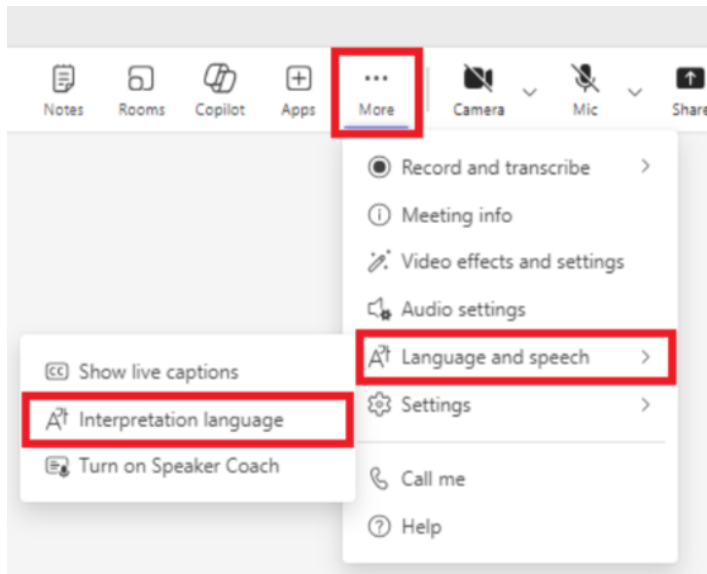 Notes Rooms Copilot Apps More Camera Mic Share
Record and transcribe
Meeting info
Video effects and settings
Audio settings
Language and speech
Settings
Call me
Help
CC Show live captions
Interpretation language
Turn on Speaker Coach